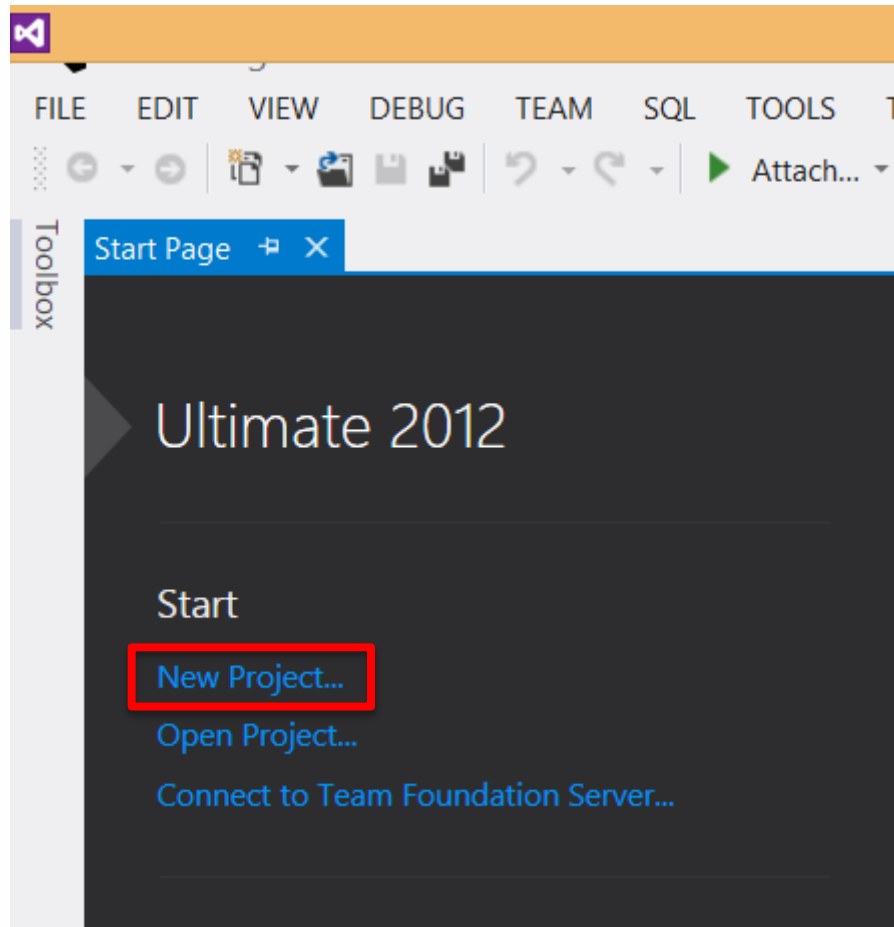 FILE EDIT VIEW DEBUG TEAM SQL TOOLS
Attach...
Toolbox
Start Page
Ultimate 2012
Start
New Project...
Open Project...
Connect to Team Foundation Server...